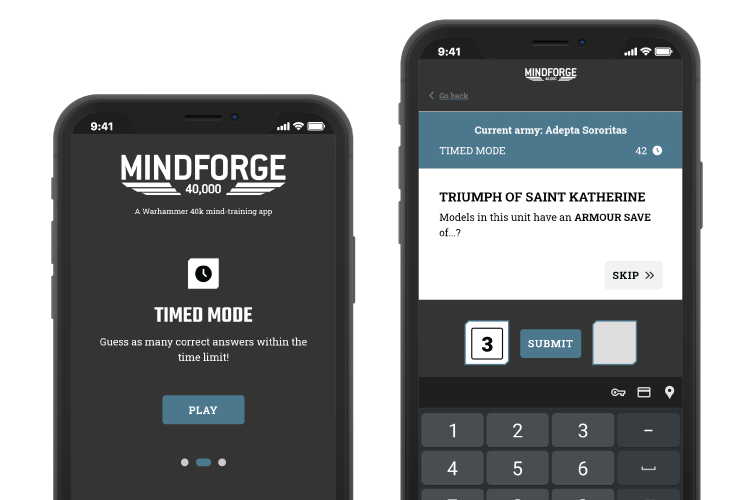 9:41
MINDFORGE
40,000
A Warhammer 40k mind-training app
TIMED MODE
Guess as many correct answers within the
time limit!
PLAY
9:41
MINDFORGE
40,000
Go back
Current army: Adepta Sororitas
TIMED MODE 42
TRIUMPH OF SAINT KATHERINE
Models in this unit have an ARMOUR SAVE
of...?
SKIP
3 SUBMIT
1 2 3 –
4 5 6